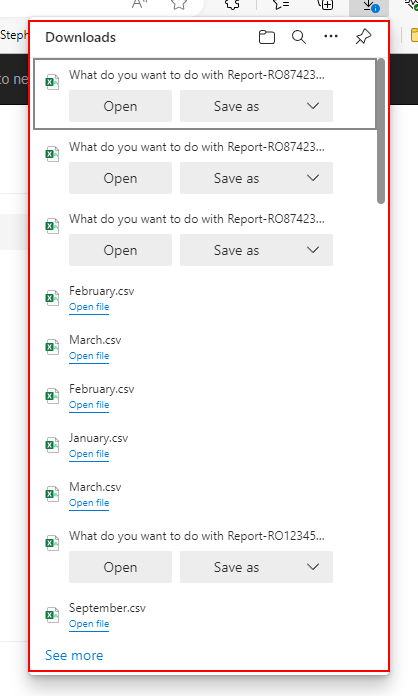 Steph
Downloads
to ne
What do you want to do with Report-RO87423...
Open Save as
What do you want to do with Report-RO87423...
Open Save as
What do you want to do with Report-RO87423...
Open Save as
February.csv
Open file
March.csv
Open file
February.csv
Open file
January.csv
Open file
March.csv
Open file
What do you want to do with Report-RO12345...
Open Save as
September.csv
Open file
See more